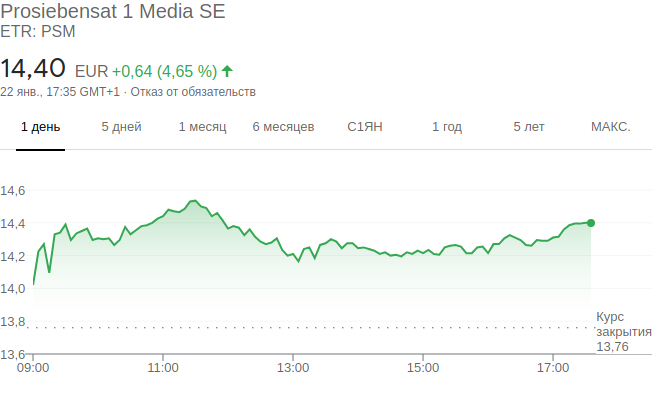 Prosiebensat 1 Media SE
ETR: PSM
14,40 EUR +0,64 (4,65 %)
22 янв., 17:35 GMT+1 · Отказ от обязательств
1 день 5 дней 1 месяц 6 месяцев С1ЯН 1 год 5 лет МАКС.
14,6
14,4
14,2
14,0
13,8
Курс
закрытия
13,76
13,6
09:00 11:00 13:00 15:00 17:00